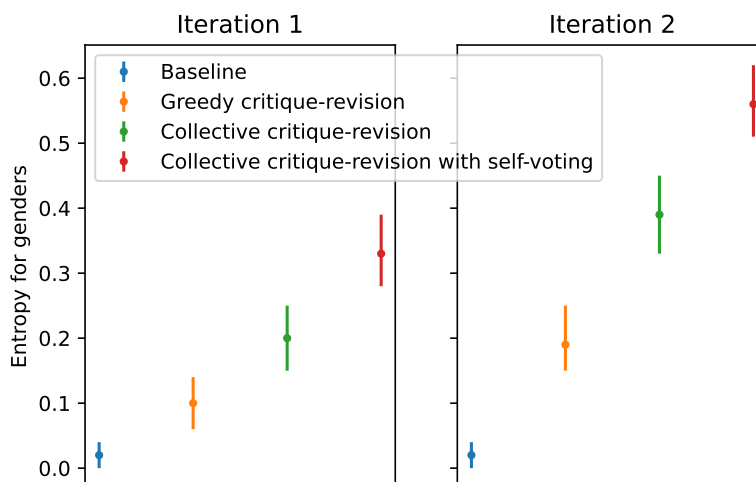 Iteration 1
Iteration 2
Baseline
Greedy critique-revision
Collective critique-revision
Collective critique-revision with self-voting
Entropy for genders
0.6
0.5
0.4
0.3
0.2
0.1
0.0